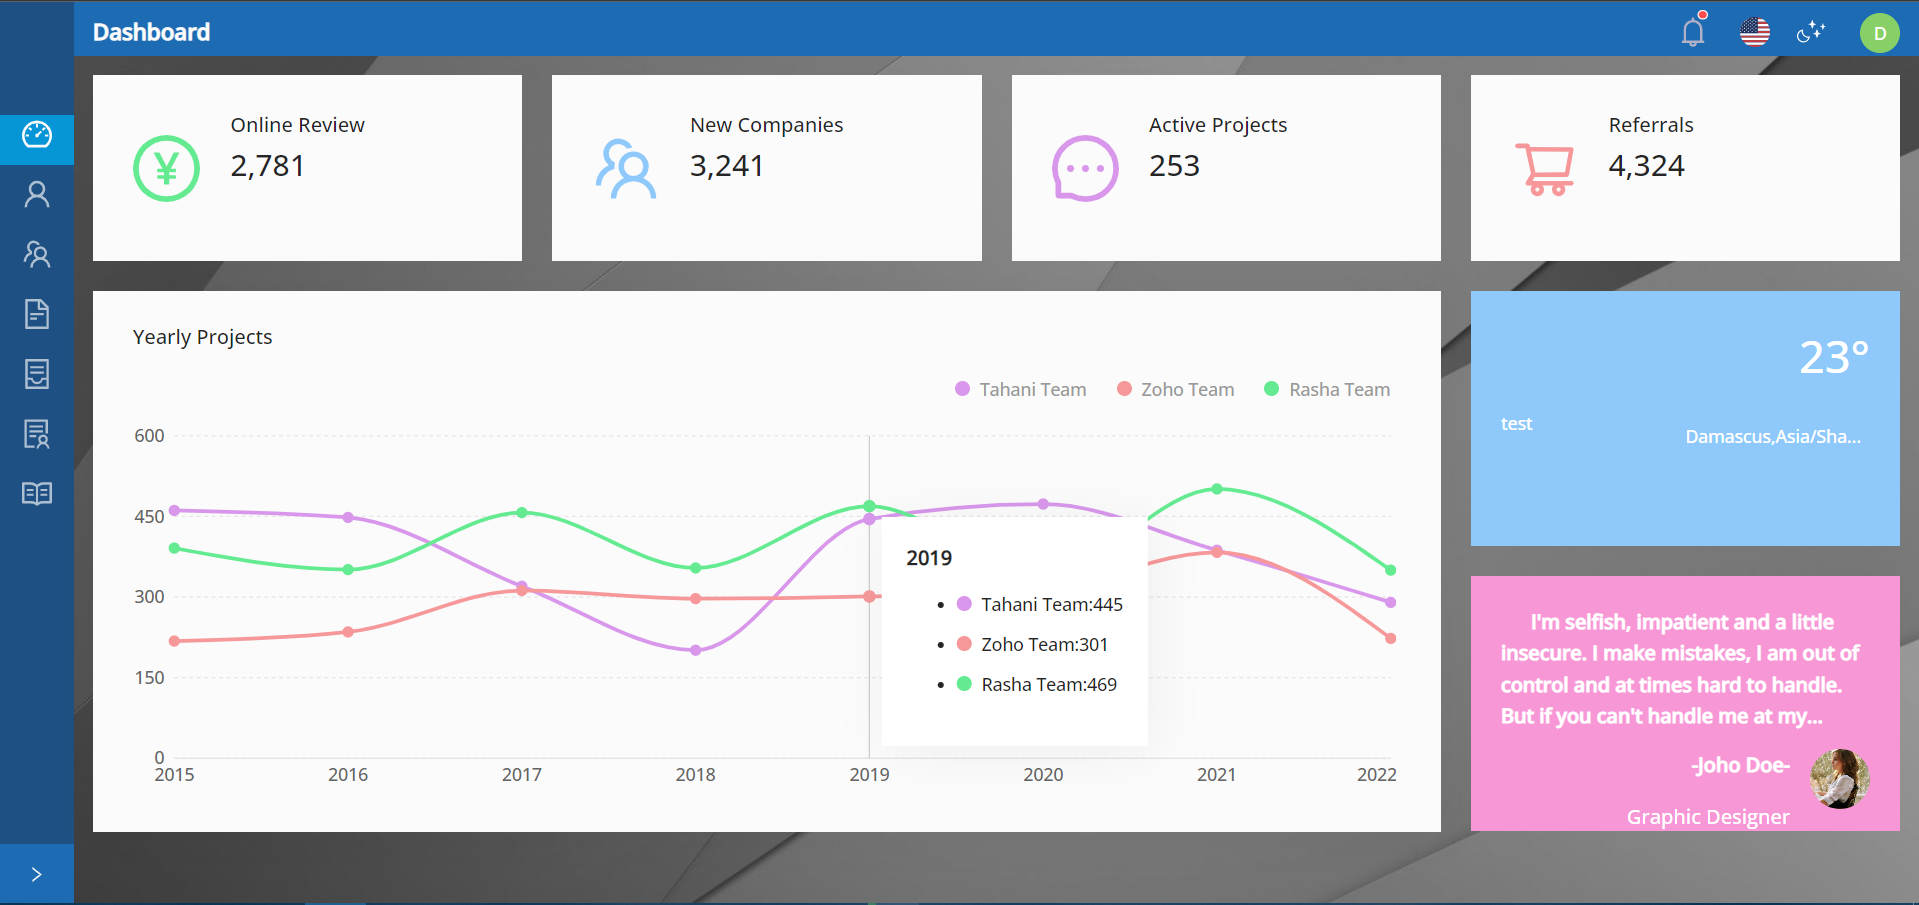 Dashboard
D
Online Review
2,781
New Companies
3,241
Active Projects
253
Referrals
4,324
Yearly Projects
Tahani Team
Zoho Team
Rasha Team
600
450
300
150
0
2015
2016
2017
2018
2019
2020
2021
2022
2019
Tahani Team:445
Zoho Team:301
Rasha Team:469
23°
test
Damascus,Asia/Sha...
I'm selfish, impatient and a little
insecure. I make mistakes, I am out of
control and at times hard to handle.
But if you can't handle me at my...
-Joho Doe-
Graphic Designer